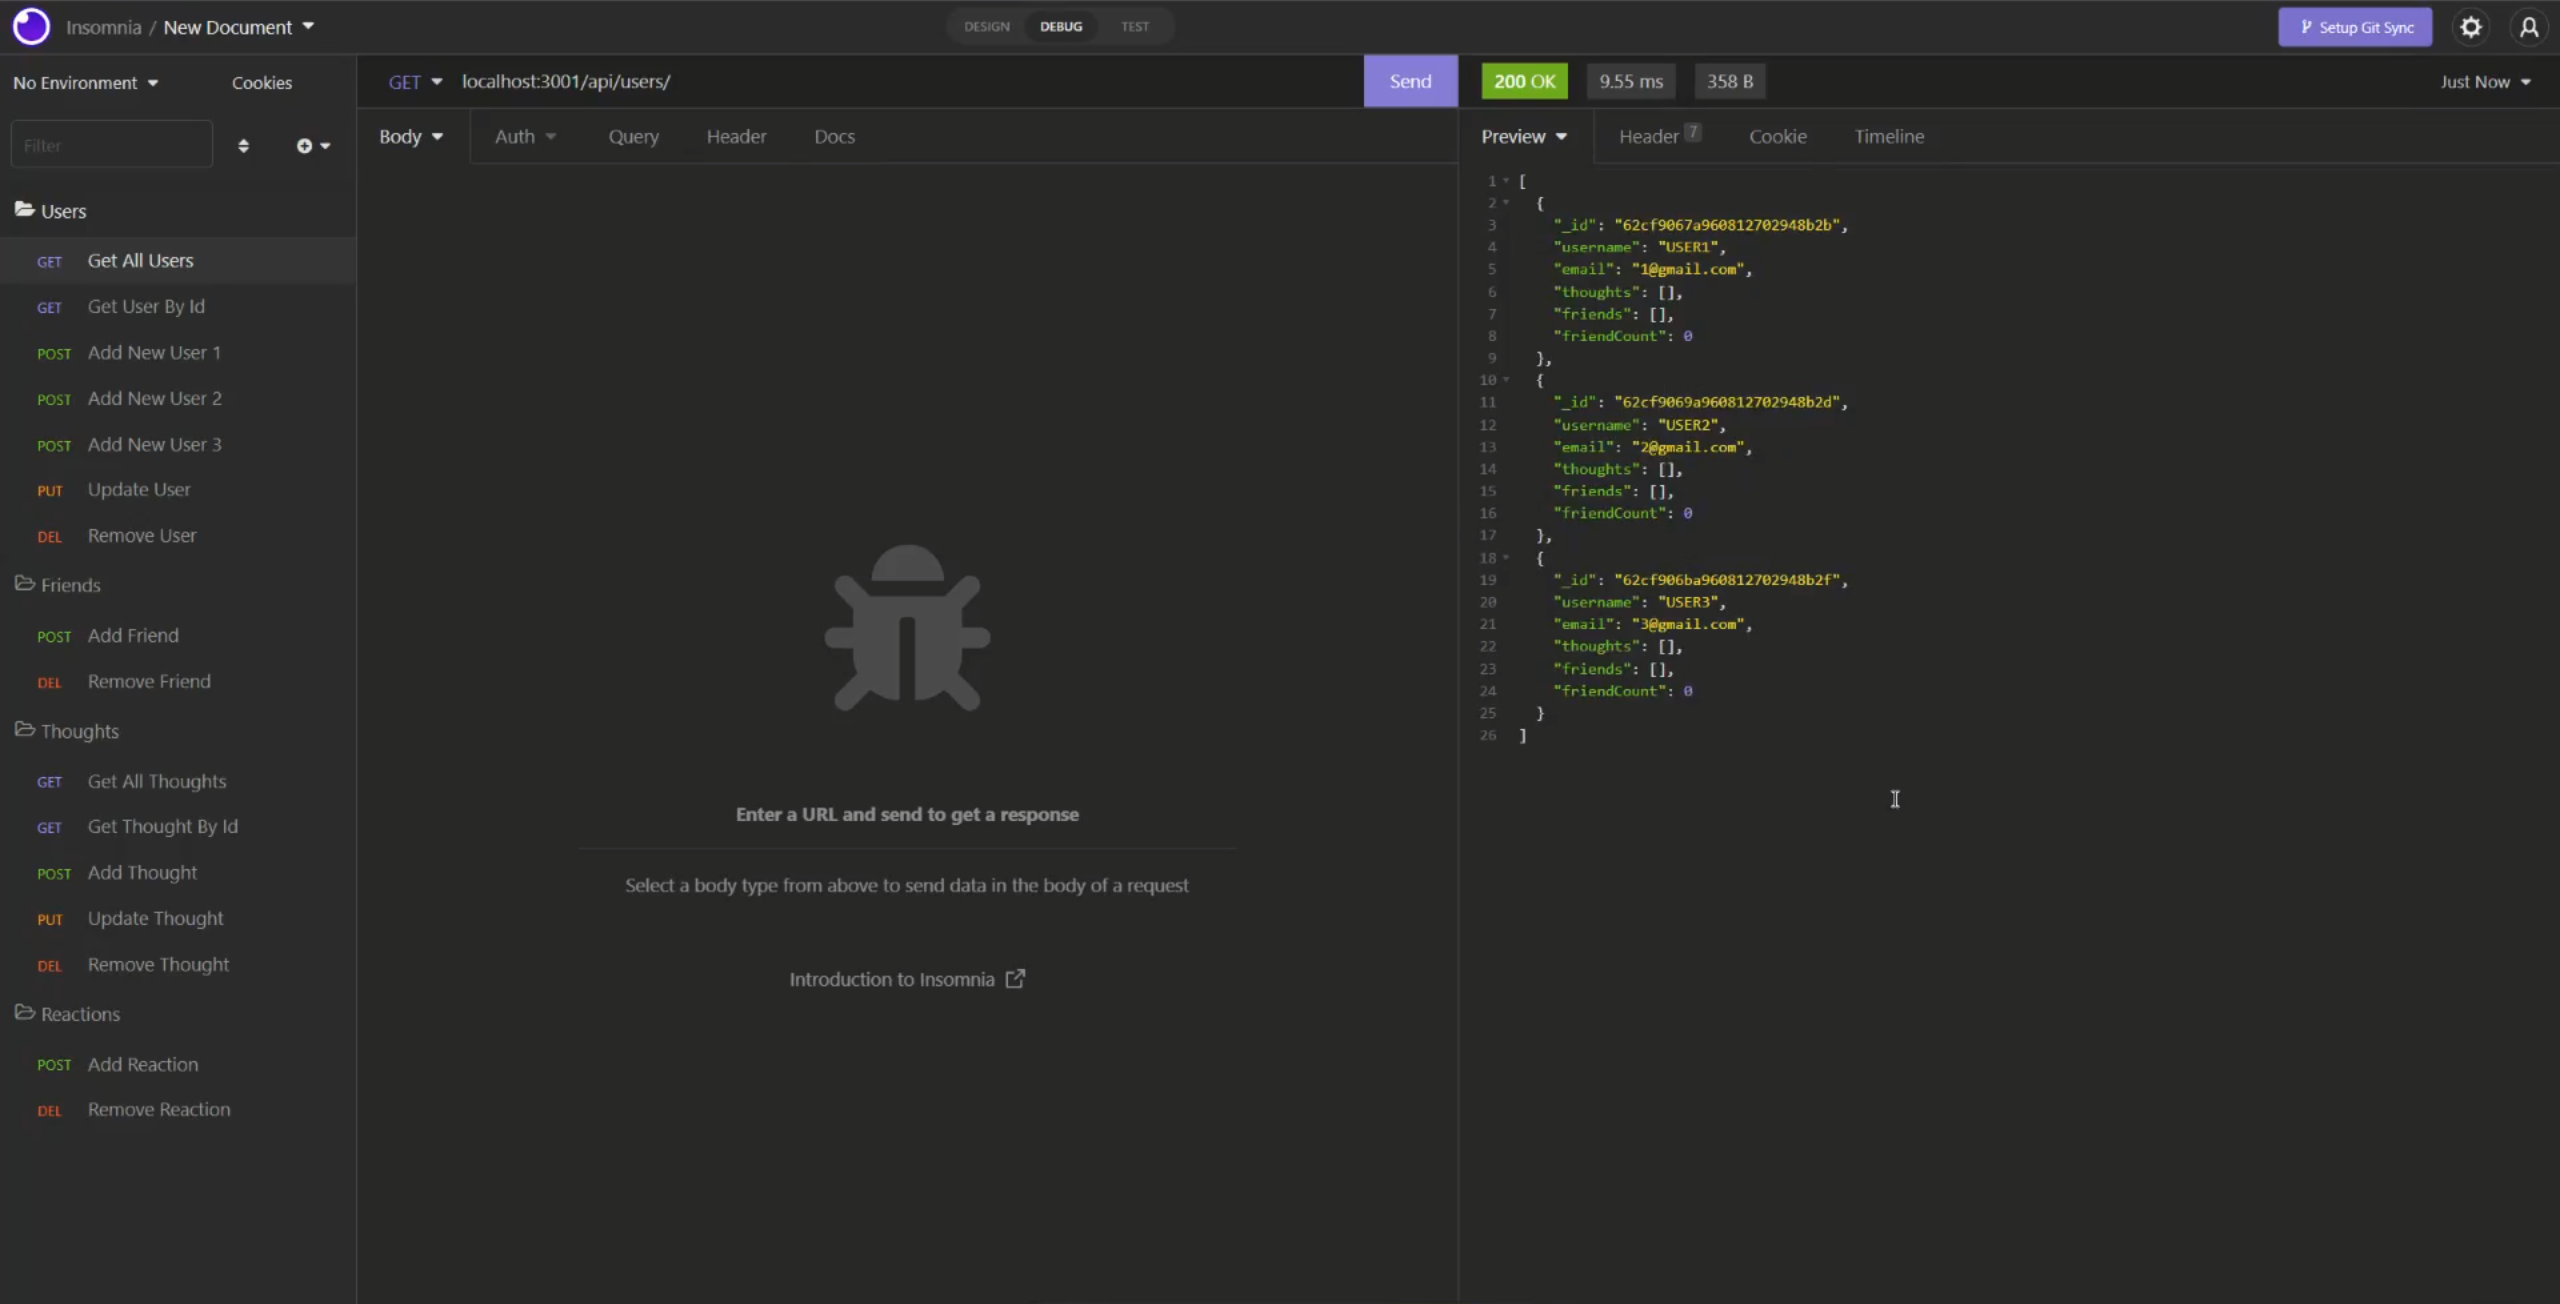 Insomnia / New Document
DESIGN DEBUG TEST
Setup Git Sync
No Environment Cookies
GET localhost:3001/api/users/ Send
200 OK 9.55 ms 358 B Just Now
Filter
Body Auth Query Header Docs
Preview Header 7 Cookie Timeline
Users
GET Get All Users
GET Get User By Id
POST Add New User 1
POST Add New User 2
POST Add New User 3
PUT Update User
DEL Remove User
Friends
POST Add Friend
DEL Remove Friend
Thoughts
GET Get All Thoughts
GET Get Thought By Id
POST Add Thought
PUT Update Thought
DEL Remove Thought
Reactions
POST Add Reaction
DEL Remove Reaction
Enter a URL and send to get a response
Select a body type from above to send data in the body of a request
Introduction to Insomnia
1 [
2 {
3 "_id": "62cf9067a960812702948b2b",
4 "username": "USER1",
5 "email": "1@gmail.com",
6 "thoughts": [],
7 "friends": [],
8 "friendCount": 0
9 },
10 {
11 "_id": "62cf9069a960812702948b2d",
12 "username": "USER2",
13 "email": "2@gmail.com",
14 "thoughts": [],
15 "friends": [],
16 "friendCount": 0
17 },
18 {
19 "_id": "62cf906ba960812702948b2f",
20 "username": "USER3",
21 "email": "3@gmail.com",
22 "thoughts": [],
23 "friends": [],
24 "friendCount": 0
25 }
26 ]